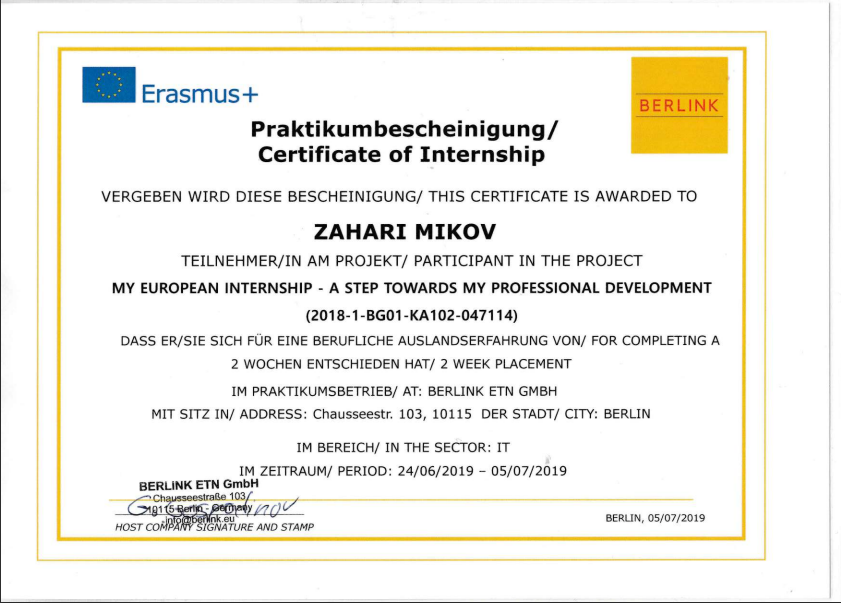 Erasmus+
BERLINK
Praktikumbescheinigung/
Certificate of Internship
VERGEBEN WIRD DIESE BESCHEINIGUNG/ THIS CERTIFICATE IS AWARDED TO
ZAHARI MIKOV
TEILNEHMER/IN AM PROJEKT/ PARTICIPANT IN THE PROJECT
MY EUROPEAN INTERNSHIP - A STEP TOWARDS MY PROFESSIONAL DEVELOPMENT
(2018-1-BG01-KA102-047114)
DASS ER/SIE SICH FÜR EINE BERUFLICHE AUSLANDSERFAHRUNG VON/ FOR COMPLETING A
2 WOCHEN ENTSCHIEDEN HAT/ 2 WEEK PLACEMENT
IM PRAKTIKUMSBETRIEB/ AT: BERLINK ETN GMBH
MIT SITZ IN/ ADDRESS: Chausseestr. 103, 10115 DER STADT/ CITY: BERLIN
IM BEREICH/ IN THE SECTOR: IT
IM ZEITRAUM/ PERIOD: 24/06/2019 – 05/07/2019
BERLINK ETN GmbH
Chausseestraße 103
10115 Berlin - Germany
info@berlink.eu
HOST COMPANY SIGNATURE AND STAMP
BERLIN, 05/07/2019